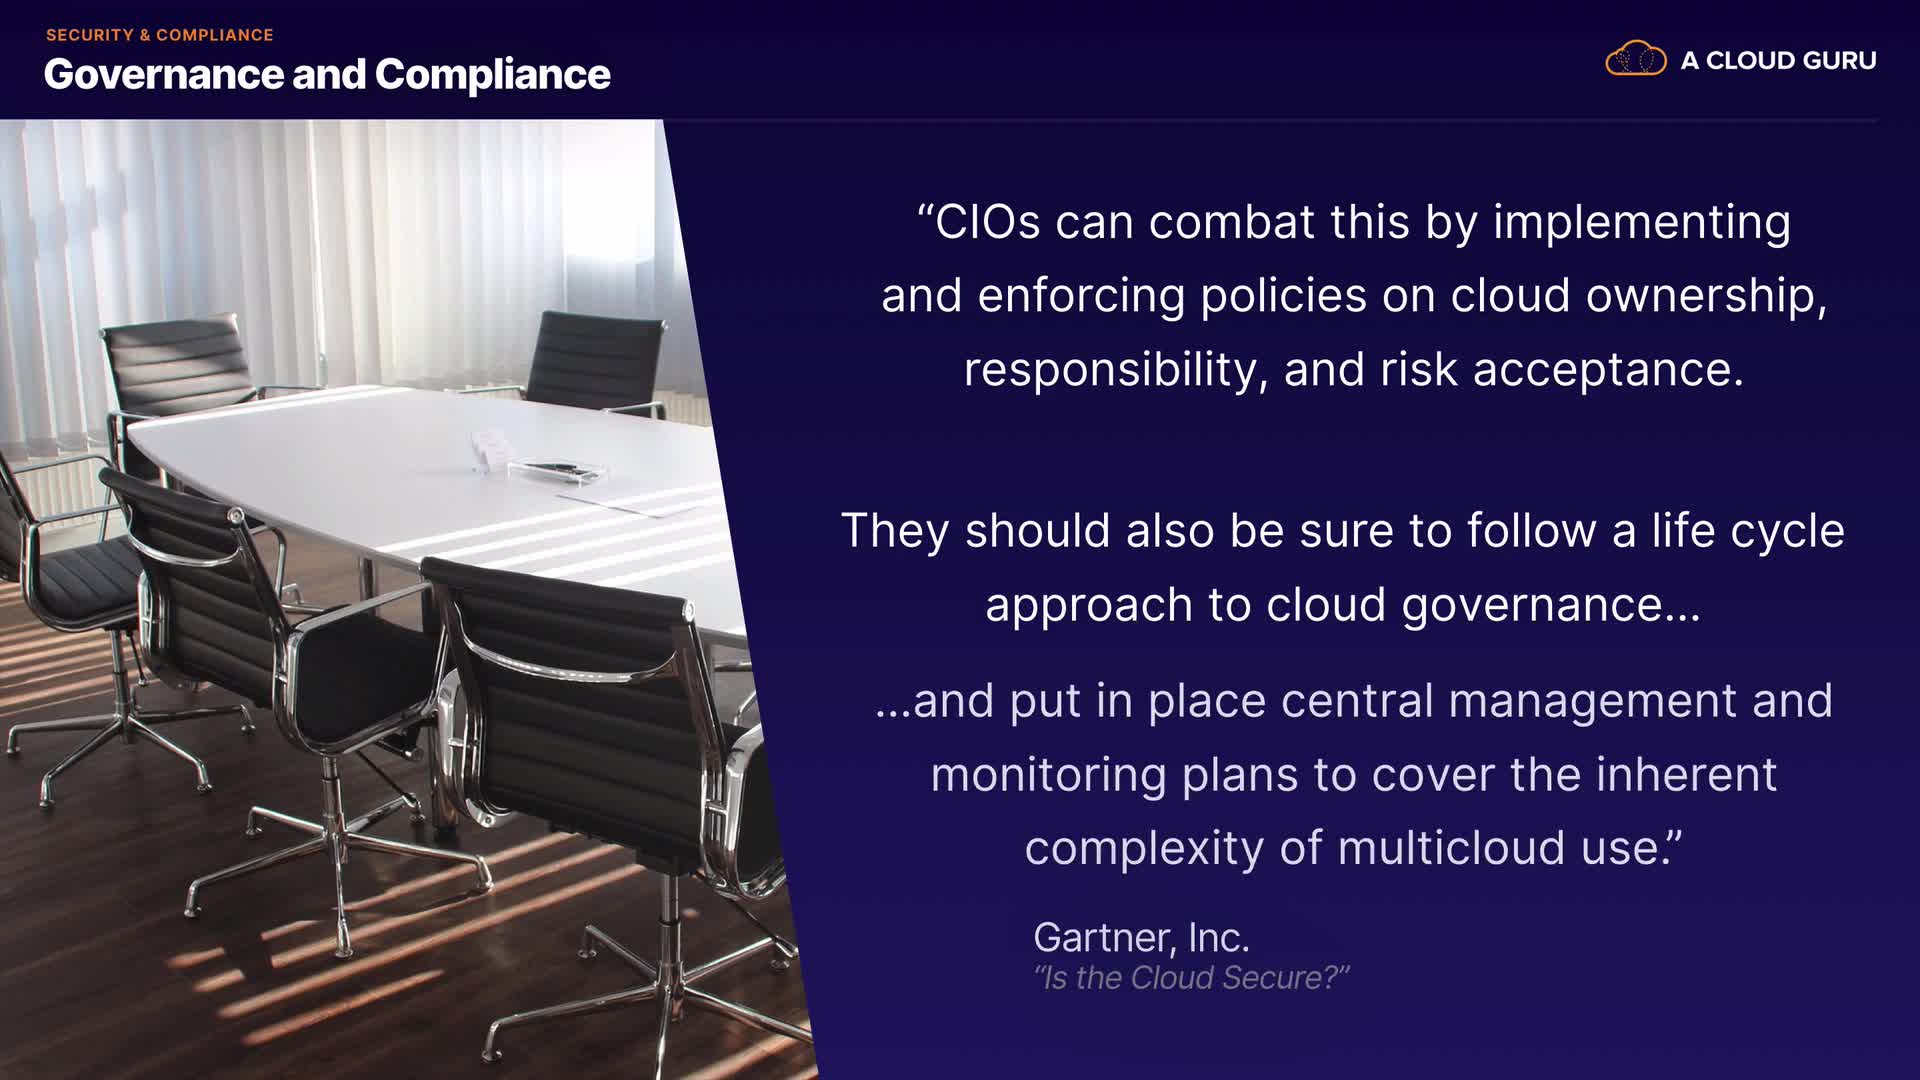 SECURITY & COMPLIANCE
Governance and Compliance
A CLOUD GURU
“CIOs can combat this by implementing
and enforcing policies on cloud ownership,
responsibility, and risk acceptance.
They should also be sure to follow a life cycle
approach to cloud governance...
...and put in place central management and
monitoring plans to cover the inherent
complexity of multicloud use.”
Gartner, Inc.
“Is the Cloud Secure?”